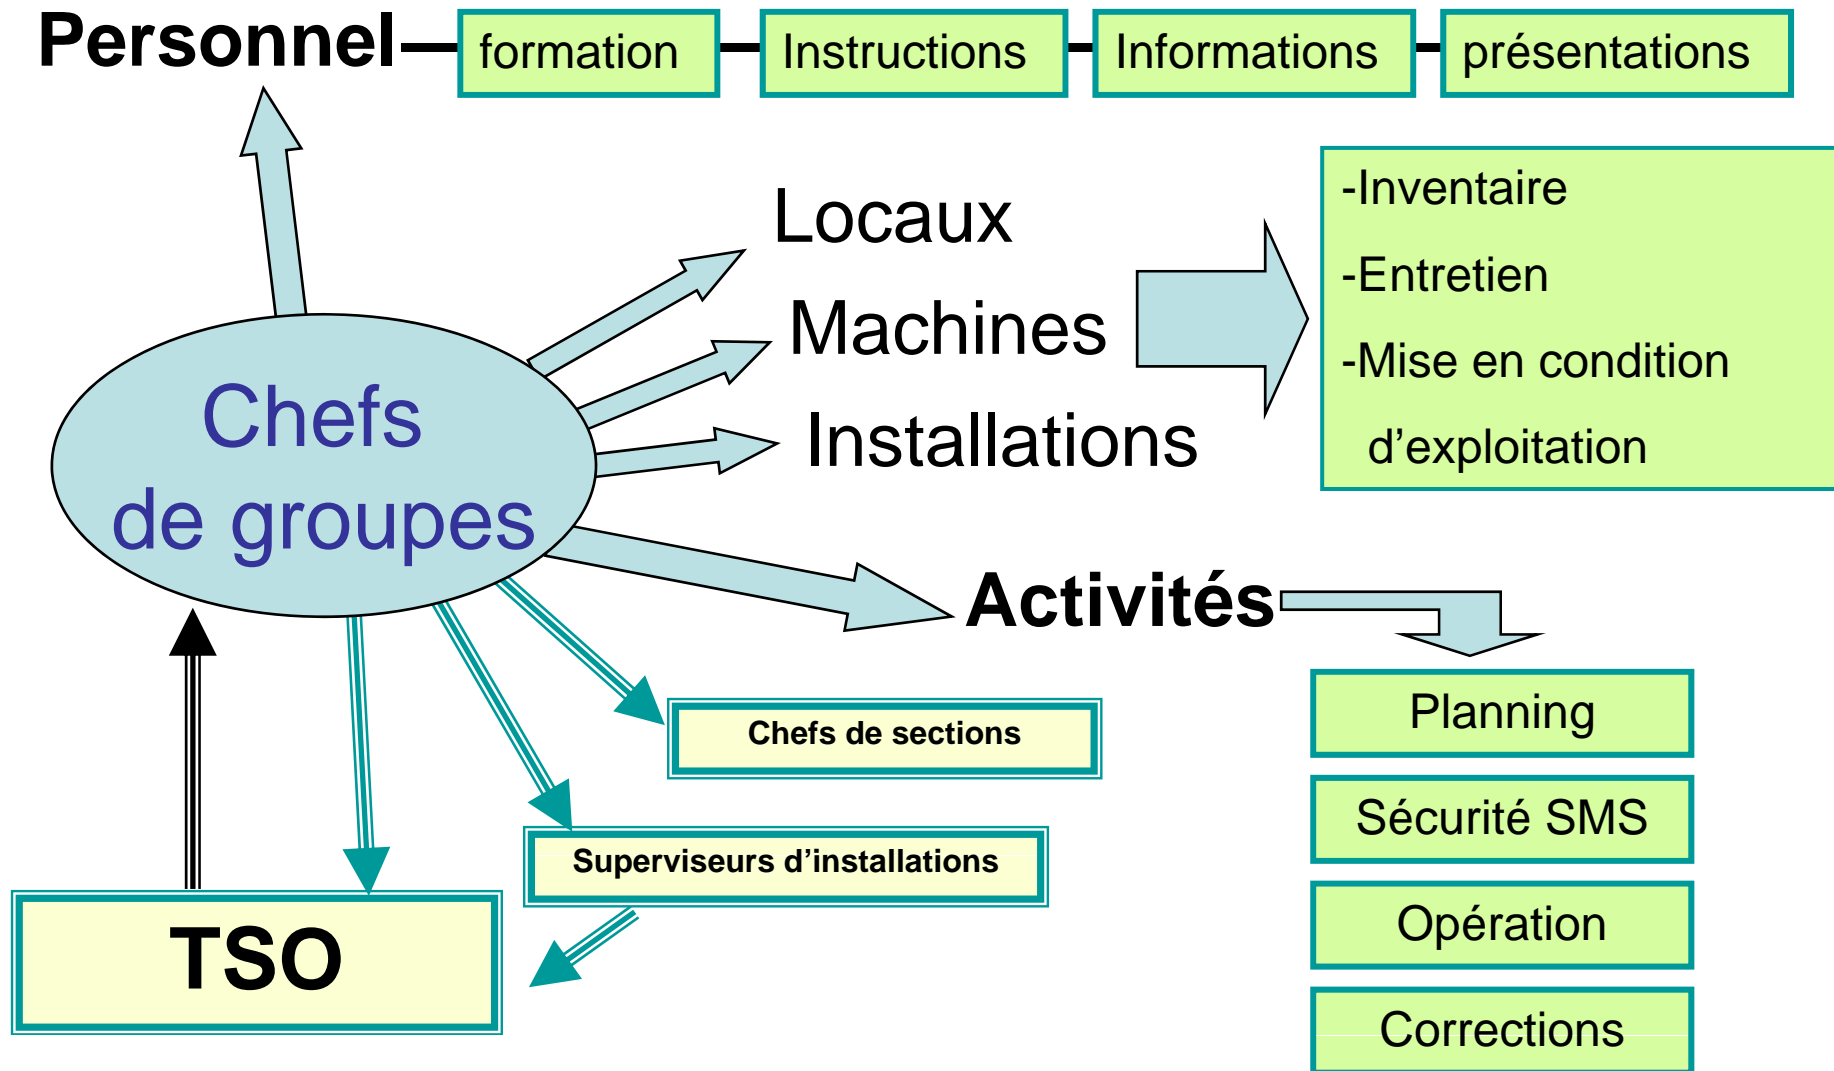 Personnel
formation
Instructions
Informations
présentations
Locaux
Machines
Installations
-Inventaire
-Entretien
-Mise en condition
d’exploitation
Chefs
de groupes
Activités
Chefs de sections
Superviseurs d’installations
TSO
Planning
Sécurité SMS
Opération
Corrections